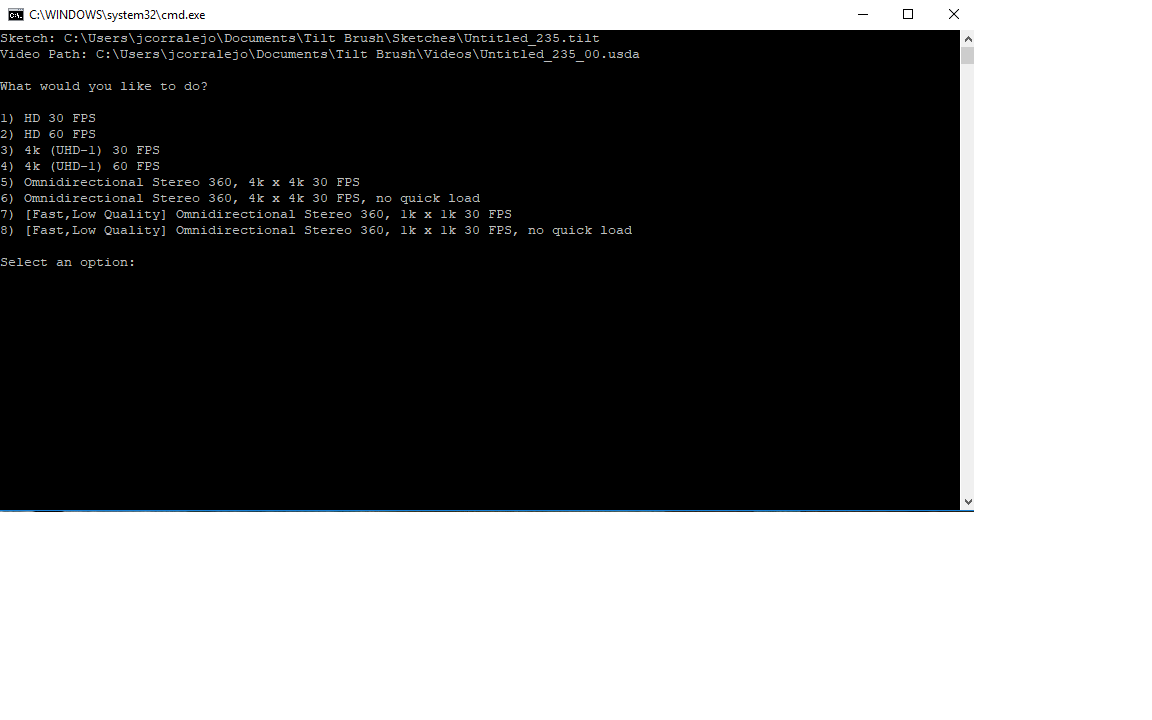 C:\WINDOWS\system32\cmd.exe
Sketch: C:\Users\jcorralejo\Documents\Tilt Brush\Sketches\Untitled_235.tilt
Video Path: C:\Users\jcorralejo\Documents\Tilt Brush\Videos\Untitled_235_00.usda
What would you like to do?
1) HD 30 FPS
2) HD 60 FPS
3) 4k (UHD-1) 30 FPS
4) 4k (UHD-1) 60 FPS
5) Omnidirectional Stereo 360, 4k x 4k 30 FPS
6) Omnidirectional Stereo 360, 4k x 4k 30 FPS, no quick load
7) [Fast,Low Quality] Omnidirectional Stereo 360, 1k x 1k 30 FPS
8) [Fast,Low Quality] Omnidirectional Stereo 360, 1k x 1k 30 FPS, no quick load
Select an option: